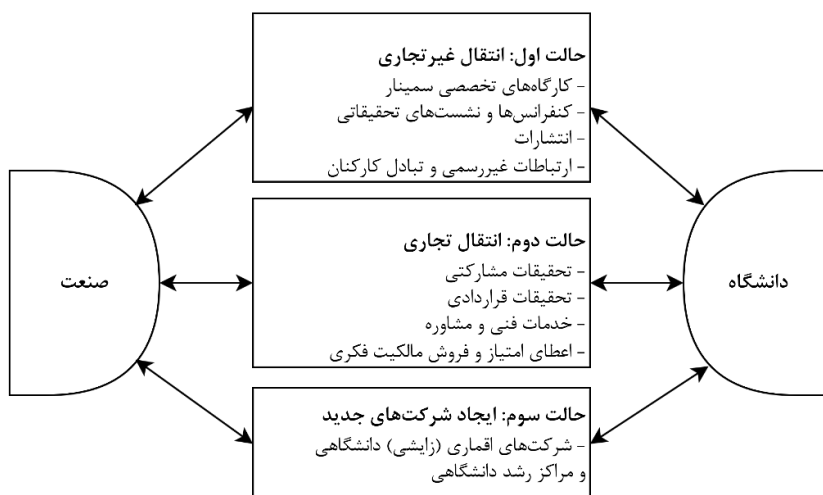 حالت اول: انتقال غیرتجاری
- کارگاه‌های تخصصی سمینار
- کنفرانس‌ها و نشست‌های تحقیقاتی
- انتشارات
- ارتباطات غیررسمی و تبادل کارکنان
دانشگاه
حالت دوم: انتقال تجاری
- تحقیقات مشارکتی
- تحقیقات قراردادی
- خدمات فنی و مشاوره
- اعطای امتیاز و فروش مالکیت فکری
صنعت
حالت سوم: ایجاد شرکت‌های جدید
- شرکت‌های اقماری (زایشی) دانشگاهی
و مراکز رشد دانشگاهی